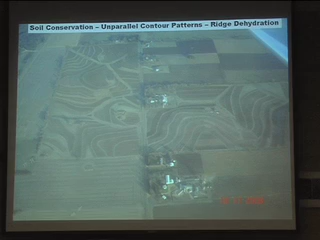 Soil Conservation – Unparallel Contour Patterns – Ridge Dehydration